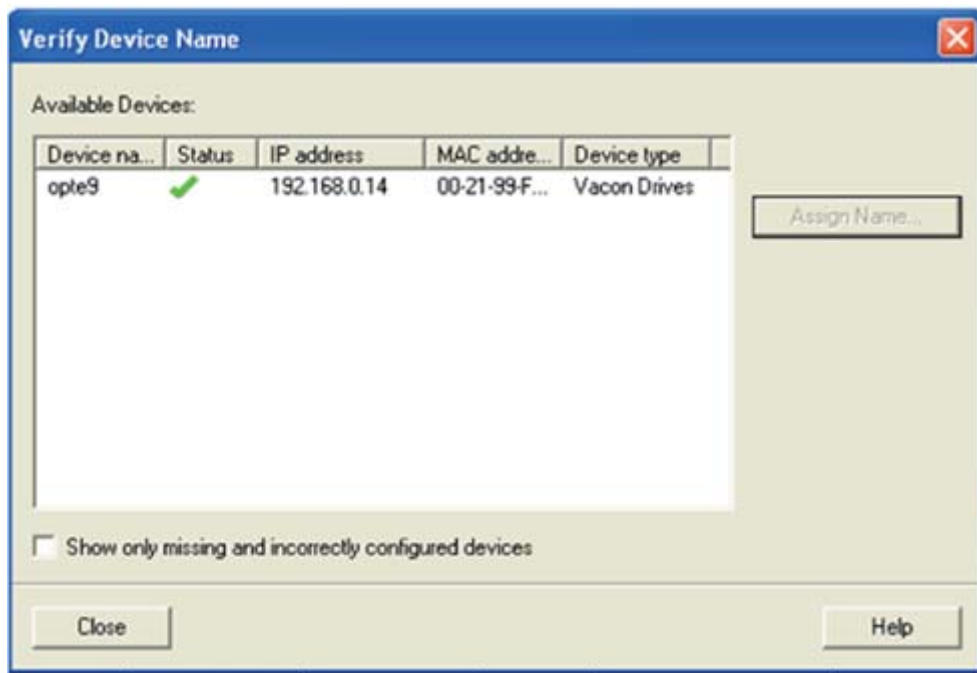 Verify Device Name
Available Devices:
Device na... Status IP address MAC addre... Device type
opte9 192.168.0.14 00-21-99-F... Vacon Drives
Assign Name...
Show only missing and incorrectly configured devices
Close Help